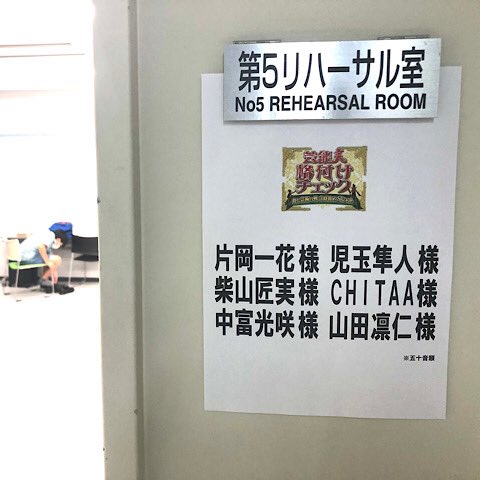 第5リハーサル室
No5 REHEARSAL ROOM
芸能人
格付け
チェック
片岡一花様 児玉隼人様
柴山匠実様 CHITAA様
中富光咲様 山田凛仁様
※五十音順